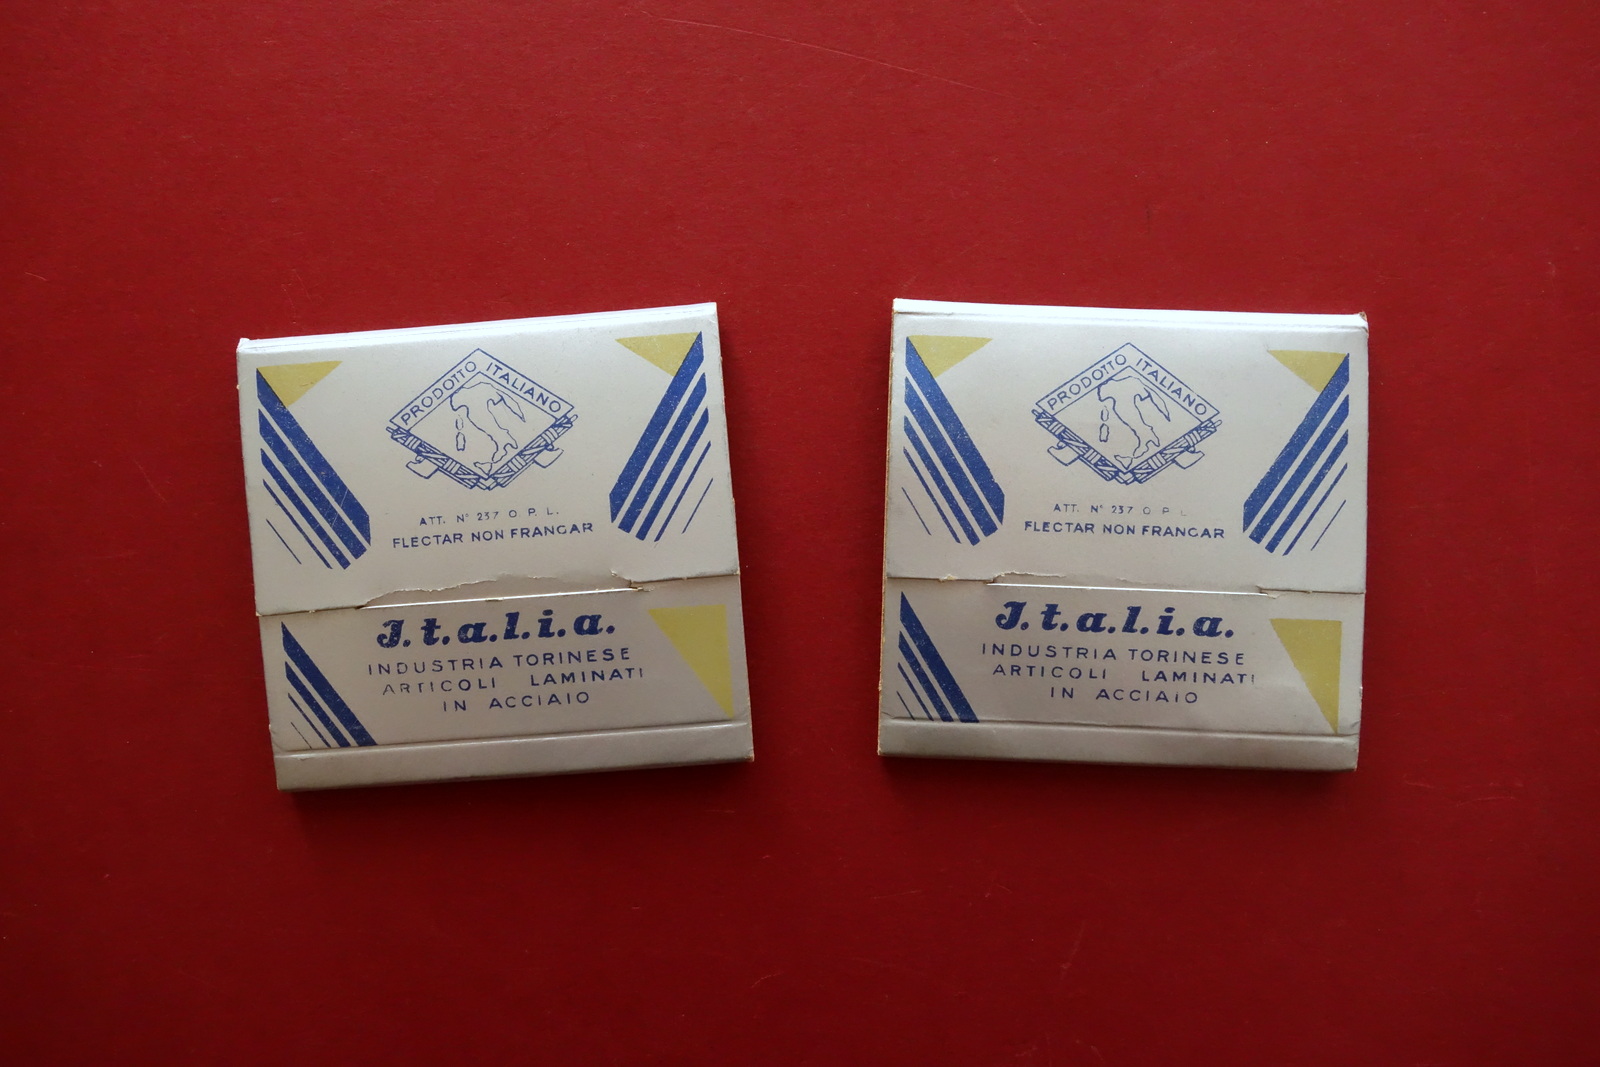 PRODOTTO ITALIANO
ATT. N° 237 O. P. L.
FLECTAR NON FRANGAR
J.t.a.l.i.a.
INDUSTRIA TORINESE
ARTICOLI LAMINATI
IN ACCIAIO
PRODOTTO ITALIANO
ATT. N° 237 O P L
FLECTAR NON FRANGAR
J.t.a.l.i.a.
INDUSTRIA TORINESE
ARTICOLI LAMINATI
IN ACCIAIO